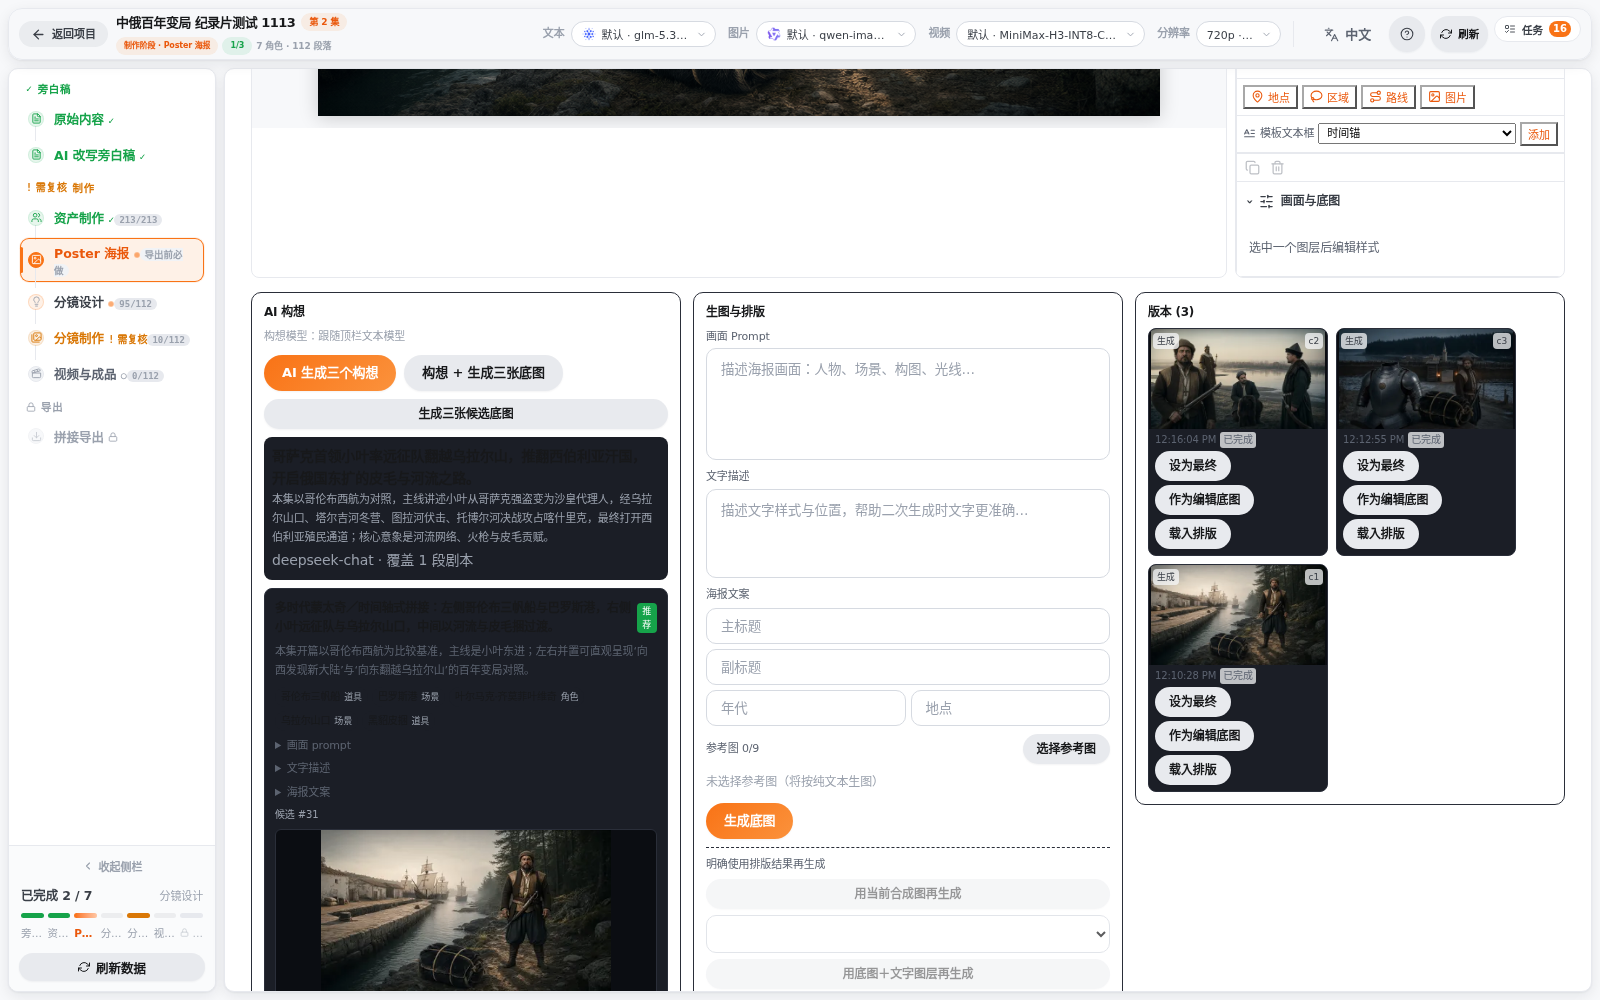 返回项目
中俄百年变局 纪录片测试 1113 第 2 集
制作阶段 · Poster 海报 1/3 7 角色 · 112 段落
文本 默认 · glm-5.3... 图片 默认 · qwen-ima... 视频 默认 · MiniMax-H3-INT8-C... 分辨率 720p ·...
中文 刷新 任务 16
旁白稿
原始内容
AI 改写旁白稿
! 需复核 制作
资产制作 213/213
Poster 海报 导出前必做
分镜设计 95/112
分镜制作 ! 需复核 10/112
视频与成品 0/112
导出
拼接导出
收起侧栏
已完成 2 / 7 分镜设计
旁... 资... P... 分... 分... 视... ...
刷新数据
地点 区域 路线 图片
模板文本框 时间锚 添加
画面与底图
选中一个图层后编辑样式
AI 构想
构想模型：跟随顶栏文本模型
AI 生成三个构想 构想 + 生成三张底图
生成三张候选底图
本集以哥伦布西航为对照，主线讲述小叶从哥萨克强盗变为沙皇代理人，经乌拉
尔山口、塔尔吉河冬营、图拉河伏击、托博尔河决战攻占喀什里克，最终打开西
伯利亚殖民通道；核心意象是河流网络、火枪与皮毛贡赋。
deepseek-chat · 覆盖 1 段剧本
推荐
本集开篇以哥伦布西航为比较基准，主线是小叶东进；左右并置可直观呈现‘向
西发现新大陆’与‘向东翻越乌拉尔山’的百年变局对照。
道具 场景 角色
场景 道具
画面 prompt
文字描述
海报文案
候选 #31
生图与排版
画面 Prompt
描述海报画面：人物、场景、构图、光线...
文字描述
描述文字样式与位置，帮助二次生成时文字更准确...
海报文案
主标题
副标题
年代 地点
参考图 0/9 选择参考图
未选择参考图（将按纯文本生图）
生成底图
明确使用排版结果再生成
用当前合成图再生成
用底图＋文字图层再生成
版本 (3)
生成 c2
12:16:04 PM 已完成
设为最终
作为编辑底图
载入排版
生成 c3
12:12:55 PM 已完成
设为最终
作为编辑底图
载入排版
生成 c1
12:10:28 PM 已完成
设为最终
作为编辑底图
载入排版